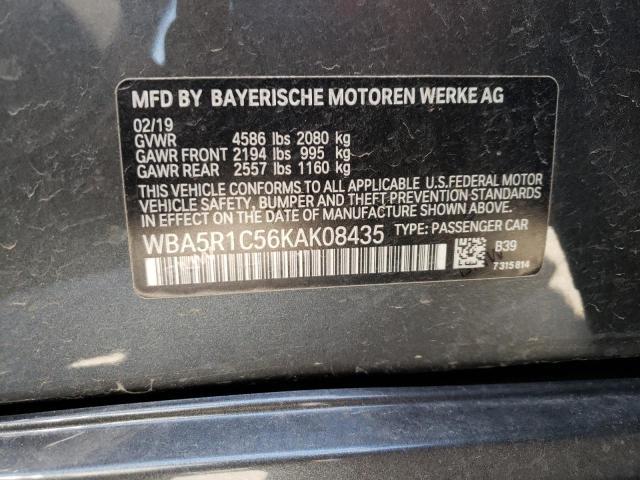 MFD BY BAYERISCHE MOTOREN WERKE AG
02/19
GVWR 4586 lbs 2080 kg
GAWR FRONT 2194 lbs 995 kg
GAWR REAR 2557 lbs 1160 kg
THIS VEHICLE CONFORMS TO ALL APPLICABLE U.S.FEDERAL MOTOR
VEHICLE SAFETY, BUMPER AND THEFT PREVENTION STANDARDS
IN EFFECT ON THE DATE OF MANUFACTURE SHOWN ABOVE.
WBA5R1C56KAK08435 TYPE: PASSENGER CAR
B39
7315814